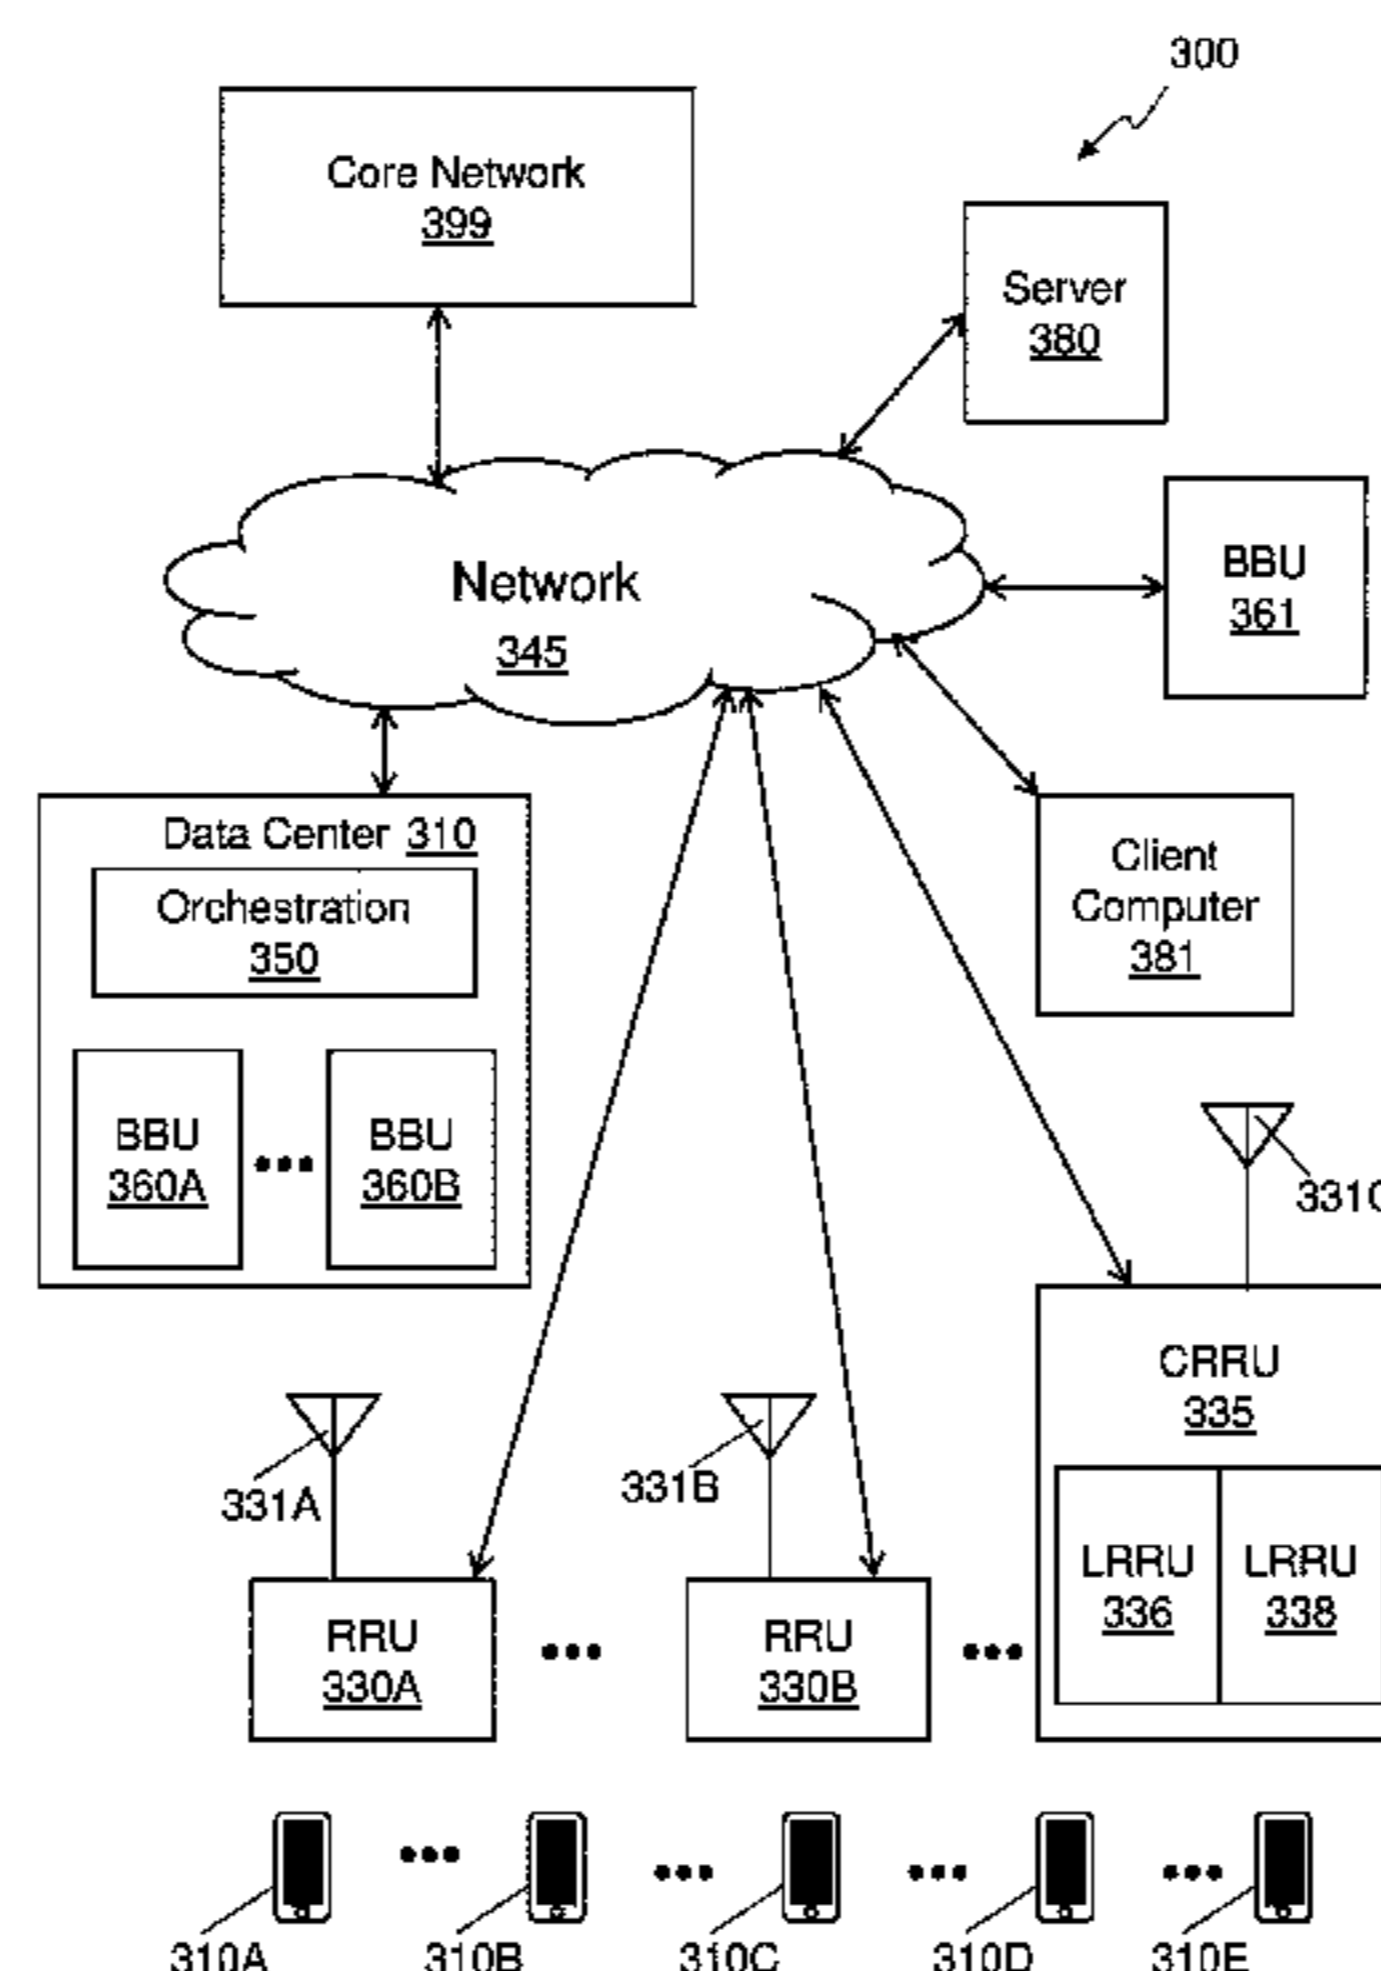 300
Core Network
399
Server
380
Network
345
BBU
361
Data Center 310
Orchestration
350
Client
Computer
381
BBU
360A
BBU
360B
331C
CRRU
335
331A
331B
LRRU
336
LRRU
338
RRU
330A
RRU
330B
310A
310B
310C
310D
310E